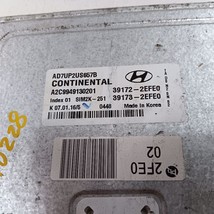 AD7UP2US657B
CONTINENTAL
A2C9949130201
Index 01 SIM2K-251
K 07.01.16/5 0440
39172-2EFE0
39173-2EFE0
Made in Korea
2FE0
02